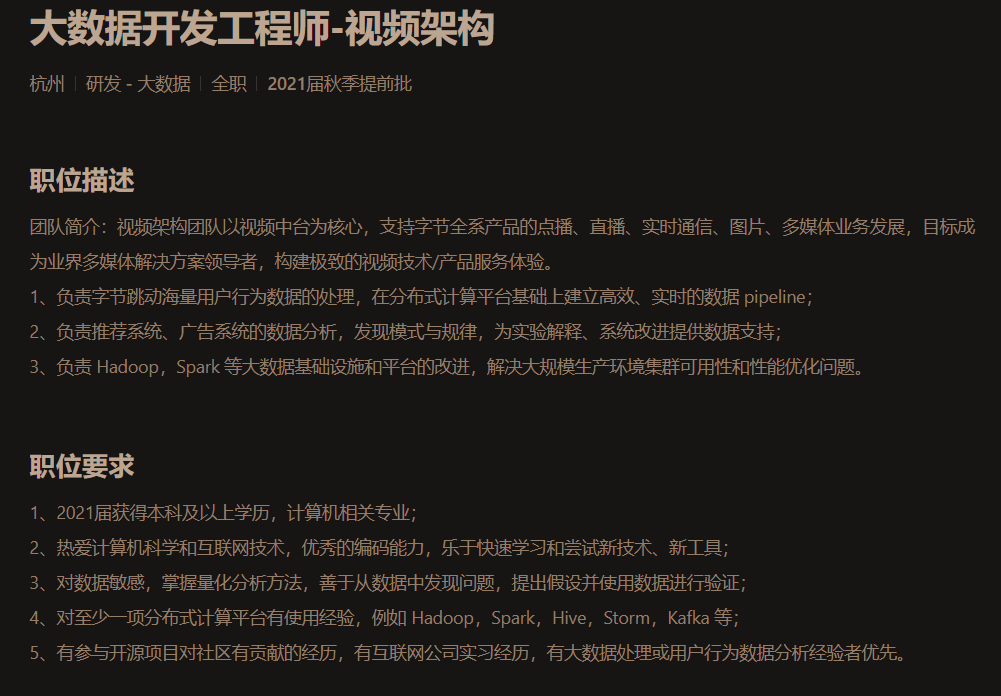 大数据开发工程师-视频架构
杭州 | 研发 - 大数据 | 全职 | 2021届秋季提前批
职位描述
团队简介：视频架构团队以视频中台为核心，支持字节全系产品的点播、直播、实时通信、图片、多媒体业务发展，目标成
为业界多媒体解决方案领导者，构建极致的视频技术/产品服务体验。
1、负责字节跳动海量用户行为数据的处理，在分布式计算平台基础上建立高效、实时的数据 pipeline；
2、负责推荐系统、广告系统的数据分析，发现模式与规律，为实验解释、系统改进提供数据支持；
3、负责 Hadoop，Spark 等大数据基础设施和平台的改进，解决大规模生产环境集群可用性和性能优化问题。
职位要求
1、2021届获得本科及以上学历，计算机相关专业；
2、热爱计算机科学和互联网技术，优秀的编码能力，乐于快速学习和尝试新技术、新工具；
3、对数据敏感，掌握量化分析方法，善于从数据中发现问题，提出假设并使用数据进行验证；
4、对至少一项分布式计算平台有使用经验，例如 Hadoop，Spark，Hive，Storm，Kafka 等；
5、有参与开源项目对社区有贡献的经历，有互联网公司实习经历，有大数据处理或用户行为数据分析经验者优先。